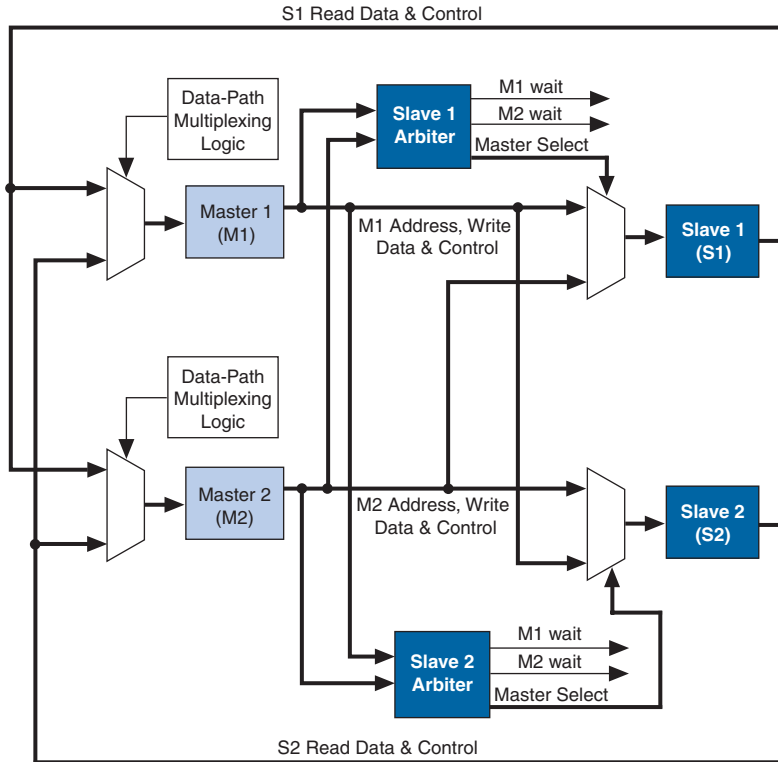 S1 Read Data & Control
Data-Path
Multiplexing
Logic
Slave 1
Arbiter
M1 wait
M2 wait
Master Select
Master 1
(M1)
M1 Address, Write
Data & Control
Slave 1
(S1)
Data-Path
Multiplexing
Logic
Master 2
(M2)
M2 Address, Write
Data & Control
Slave 2
(S2)
Slave 2
Arbiter
M1 wait
M2 wait
Master Select
S2 Read Data & Control